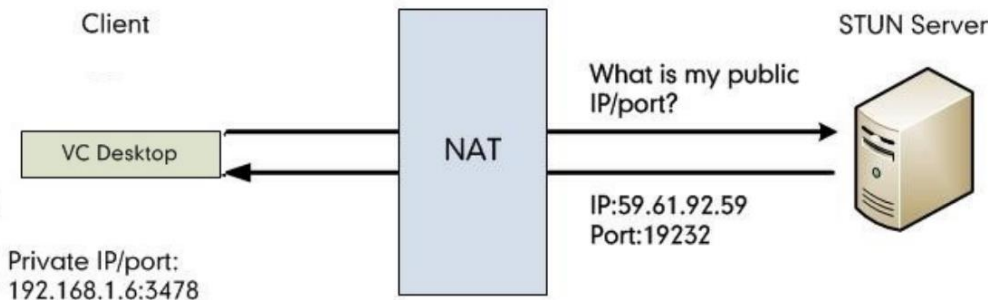 Client
STUN Server
What is my public
IP/port?
VC Desktop
NAT
IP:59.61.92.59
Port:19232
Private IP/port:
192.168.1.6:3478